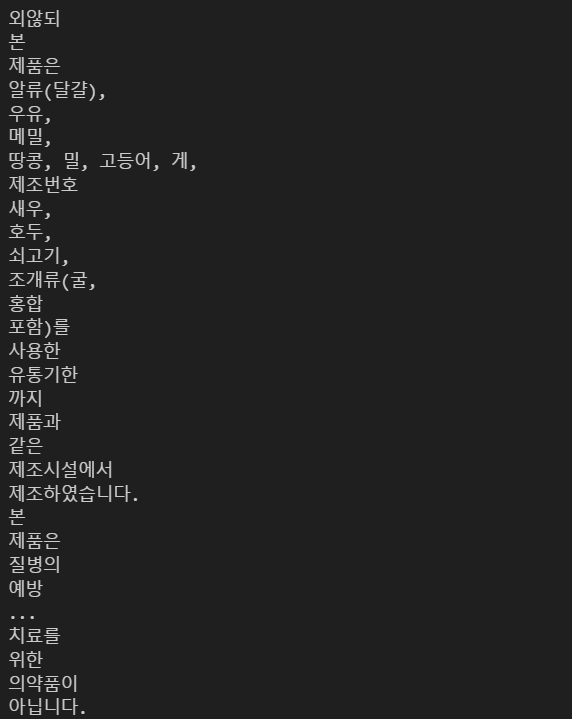 외않되
본
제품은
알류(달걀),
우유,
메밀,
땅콩, 밀, 고등어, 게,
제조번호
새우,
호두,
쇠고기,
조개류(굴,
홍합
포함)를
사용한
유통기한
까지
제품과
같은
제조시설에서
제조하였습니다.
본
제품은
질병의
예방
...
치료를
위한
의약품이
아닙니다.